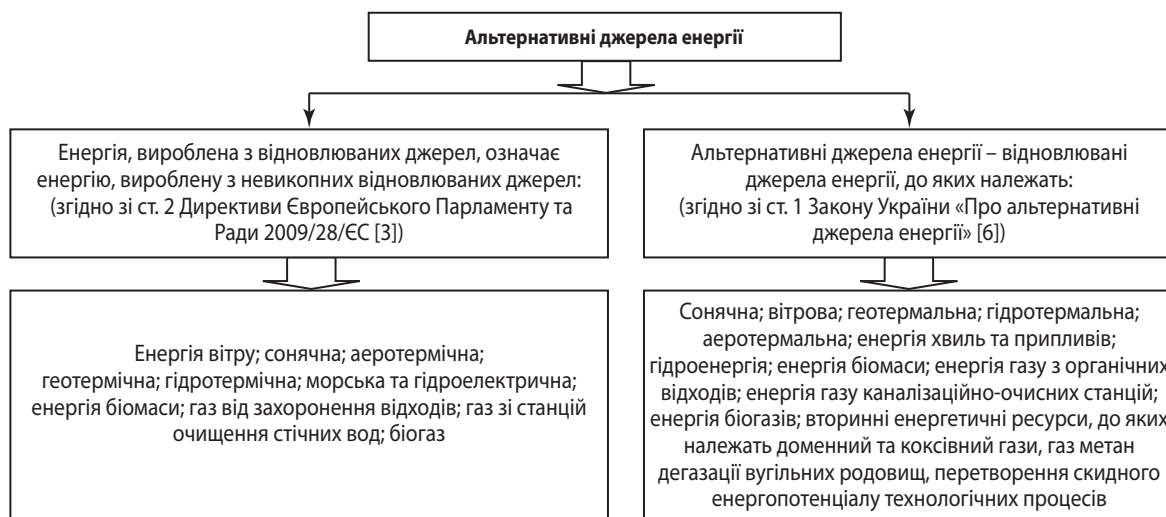 Альтернативні джерела енергії
Енергія, вироблена з відновлюваних джерел, означає
енергію, вироблену з невикопних відновлюваних джерел:
(згідно зі ст. 2 Директиви Європейського Парламенту та
Ради 2009/28/ЄС [3])
Альтернативні джерела енергії – відновлювані
джерела енергії, до яких належать:
(згідно зі ст. 1 Закону України «Про альтернативні
джерела енергії» [6])
Енергія вітру; сонячна; аеротермічна;
геотермічна; гідротермічна; морська та гідроелектрична;
енергія біомаси; газ від захоронення відходів; газ зі станцій
очищення стічних вод; біогаз
Сонячна; вітрова; геотермальна; гідротермальна;
аеротермальна; енергія хвиль та припливів;
гідроенергія; енергія біомаси; енергія газу з органічних
відходів; енергія газу каналізаційно-очисних станцій;
енергія біогазів; вторинні енергетичні ресурси, до яких
належать доменний та коксівний гази, газ метан
дегазації вугільних родовищ, перетворення скидного
енергопотенціалу технологічних процесів